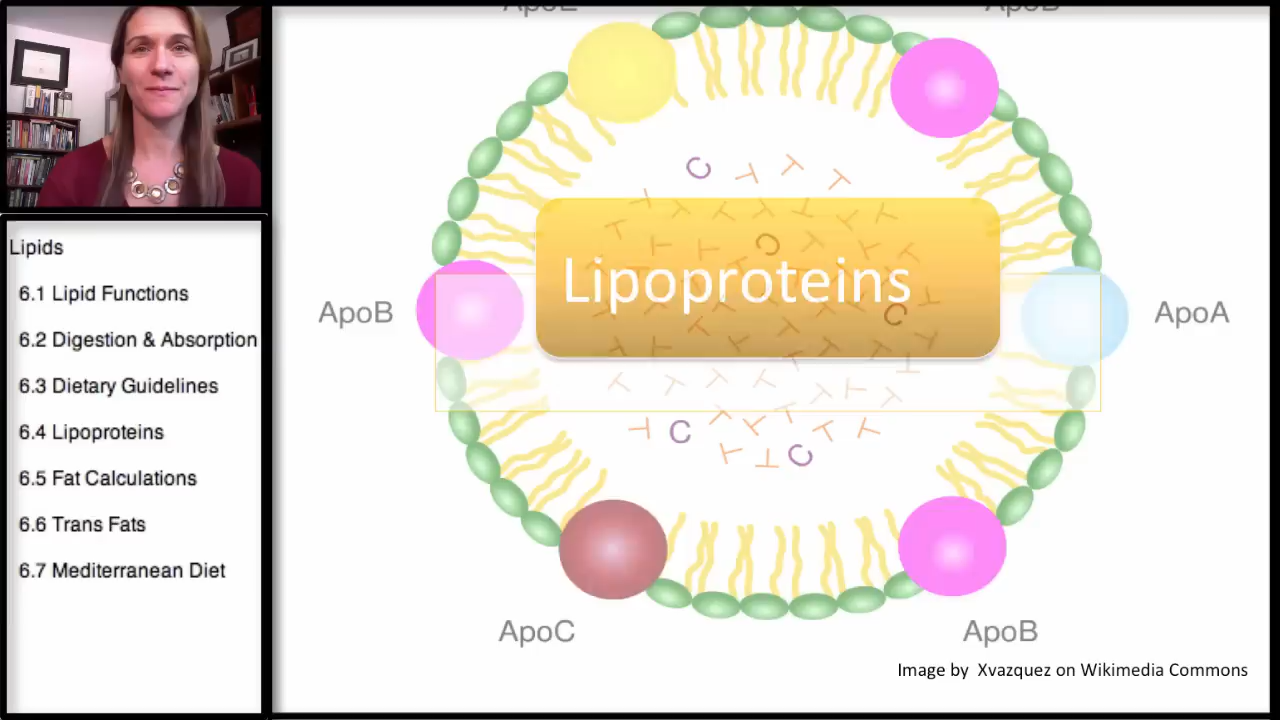 Lipids
6.1 Lipid Functions
6.2 Digestion & Absorption
6.3 Dietary Guidelines
6.4 Lipoproteins
6.5 Fat Calculations
6.6 Trans Fats
6.7 Mediterranean Diet
Lipoproteins
ApoB
ApoA
ApoC
ApoB
Image by Xvazquez on Wikimedia Commons